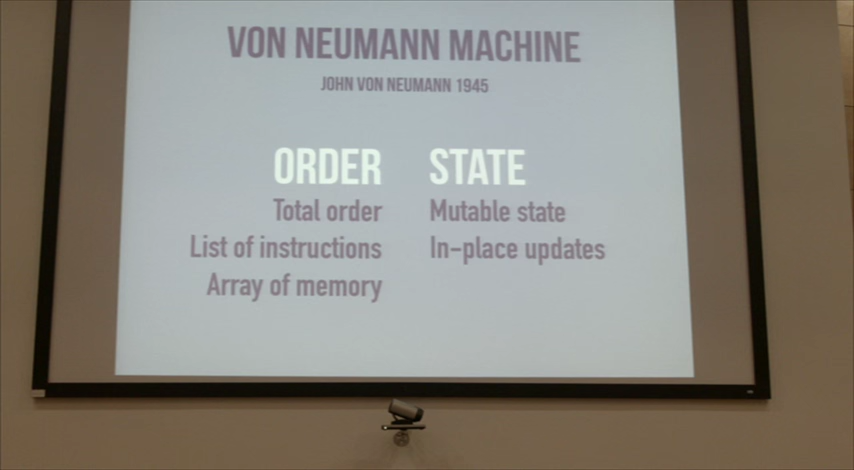 VON NEUMANN MACHINE
JOHN VON NEUMANN 1945
ORDER
Total order
List of instructions
Array of memory
STATE
Mutable state
In-place updates